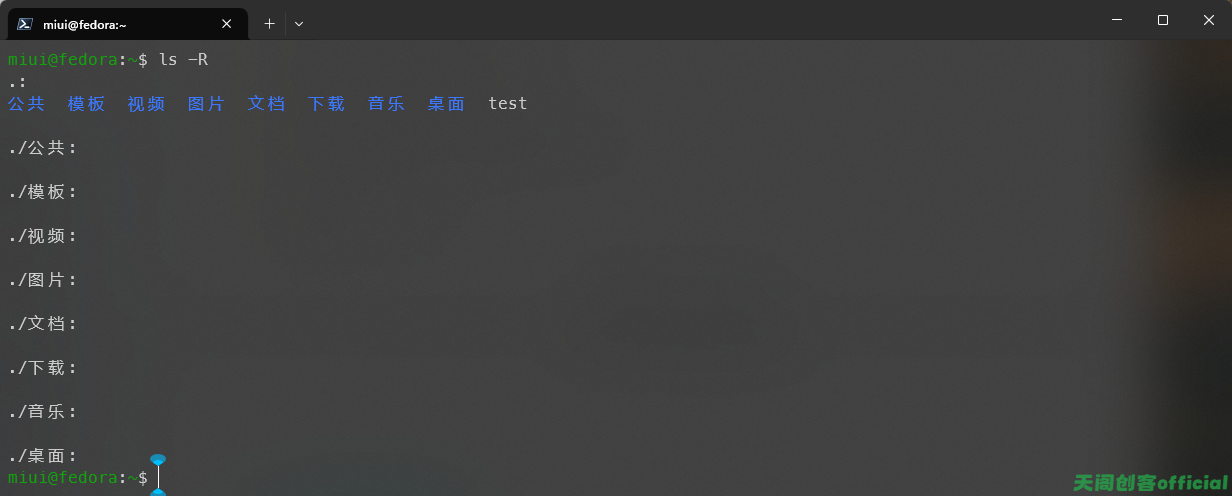 miui@fedora:~
miui@fedora:~$ ls -R
.:
公共  模板  视频  图片  文档  下载  音乐  桌面  test
./公共:
./模板:
./视频:
./图片:
./文档:
./下载:
./音乐:
./桌面:
miui@fedora:~$
天阁创客official